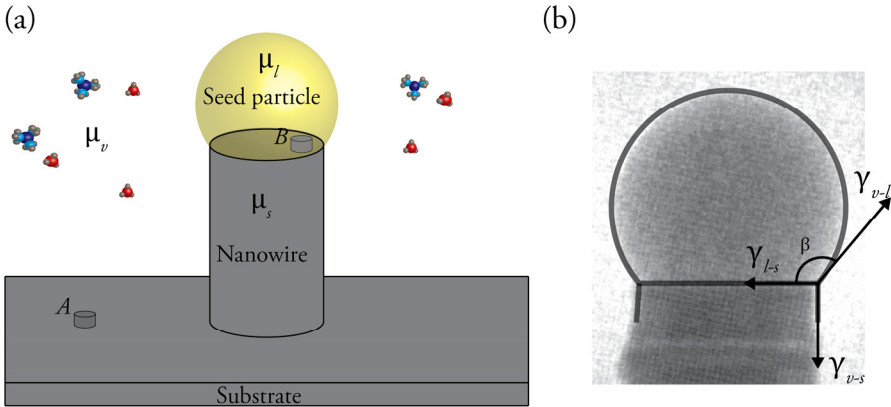 (a)
μl
Seed particle
B
μv
μs
Nanowire
A
Substrate
(b)
γv-l
β
γl-s
γv-s